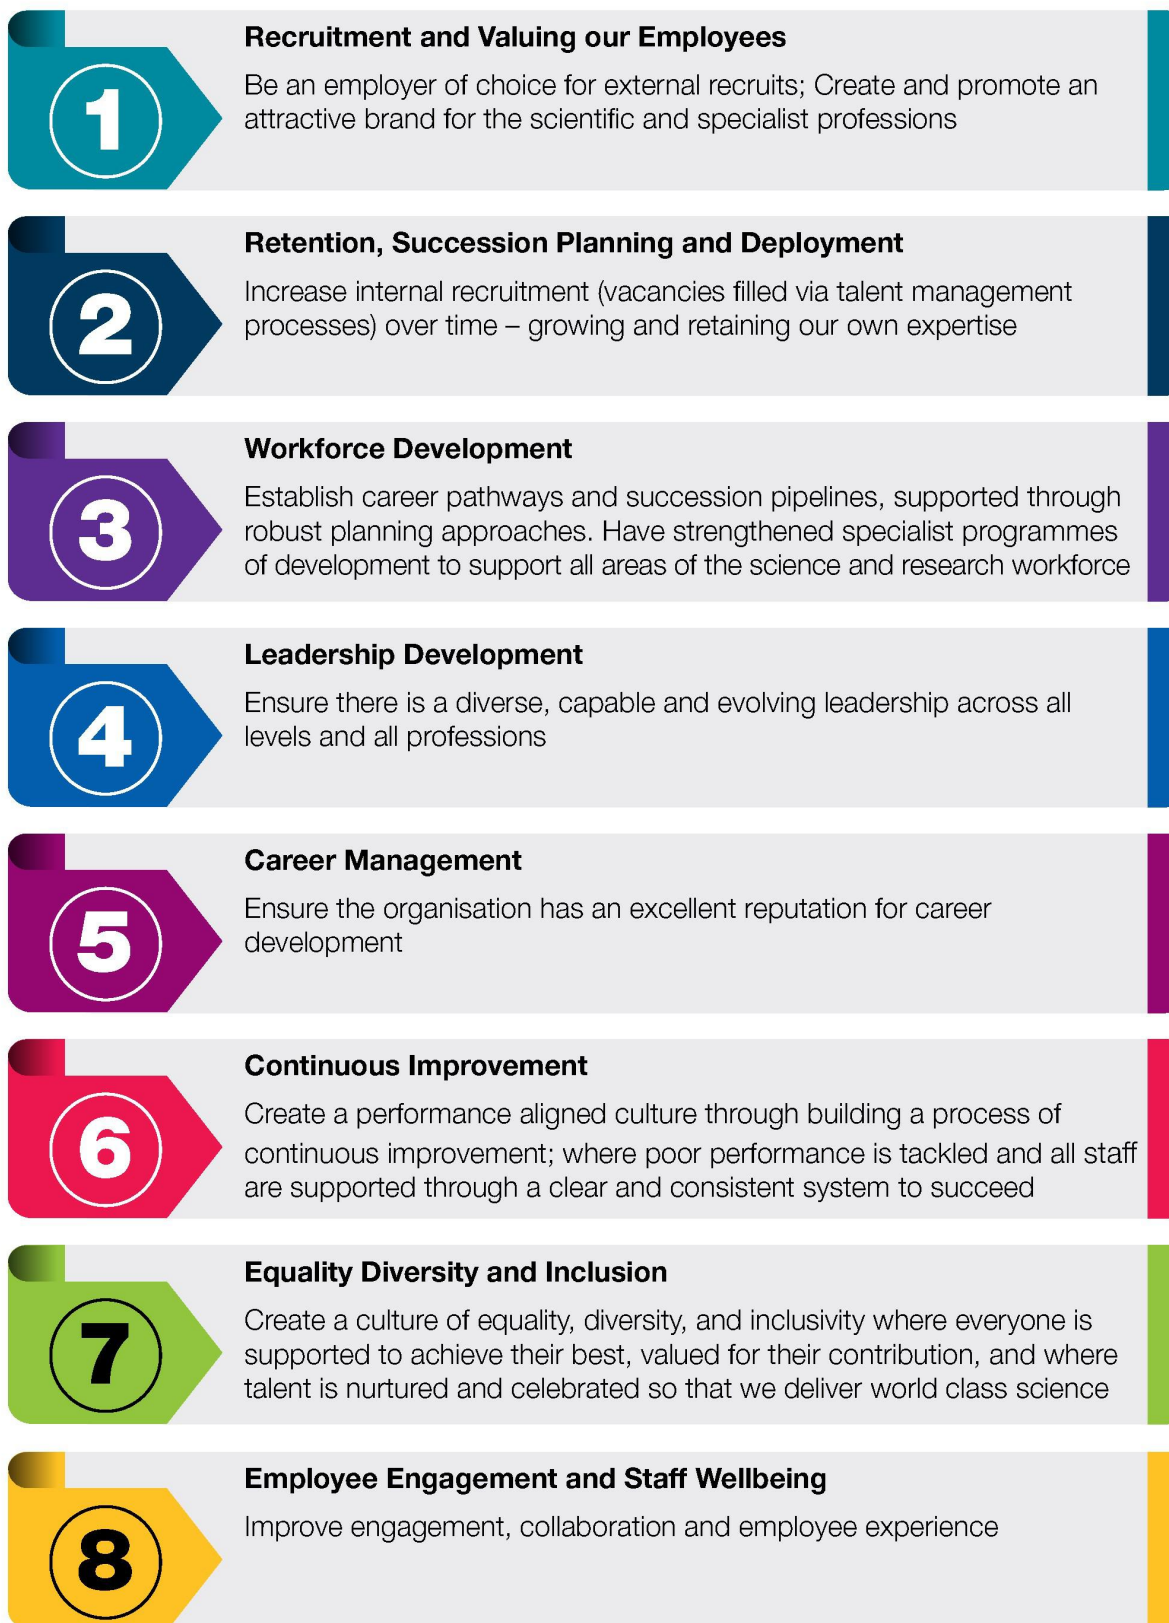 1
Recruitment and Valuing our Employees
Be an employer of choice for external recruits; Create and promote an
attractive brand for the scientific and specialist professions
2
Retention, Succession Planning and Deployment
Increase internal recruitment (vacancies filled via talent management
processes) over time – growing and retaining our own expertise
3
Workforce Development
Establish career pathways and succession pipelines, supported through
robust planning approaches. Have strengthened specialist programmes
of development to support all areas of the science and research workforce
4
Leadership Development
Ensure there is a diverse, capable and evolving leadership across all
levels and all professions
5
Career Management
Ensure the organisation has an excellent reputation for career
development
6
Continuous Improvement
Create a performance aligned culture through building a process of
continuous improvement; where poor performance is tackled and all staff
are supported through a clear and consistent system to succeed
7
Equality Diversity and Inclusion
Create a culture of equality, diversity, and inclusivity where everyone is
supported to achieve their best, valued for their contribution, and where
talent is nurtured and celebrated so that we deliver world class science
8
Employee Engagement and Staff Wellbeing
Improve engagement, collaboration and employee experience